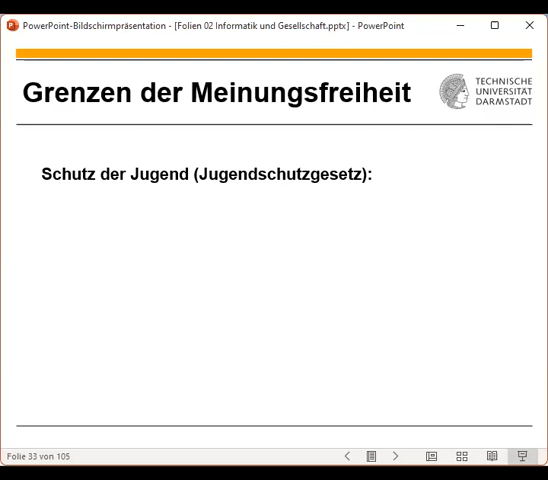 PowerPoint-Bildschirmpräsentation - [Folien 02 Informatik und Gesellschaft.pptx] - PowerPoint
Grenzen der Meinungsfreiheit
TECHNISCHE
UNIVERSITÄT
DARMSTADT
Schutz der Jugend (Jugendschutzgesetz):
Folie 33 von 105